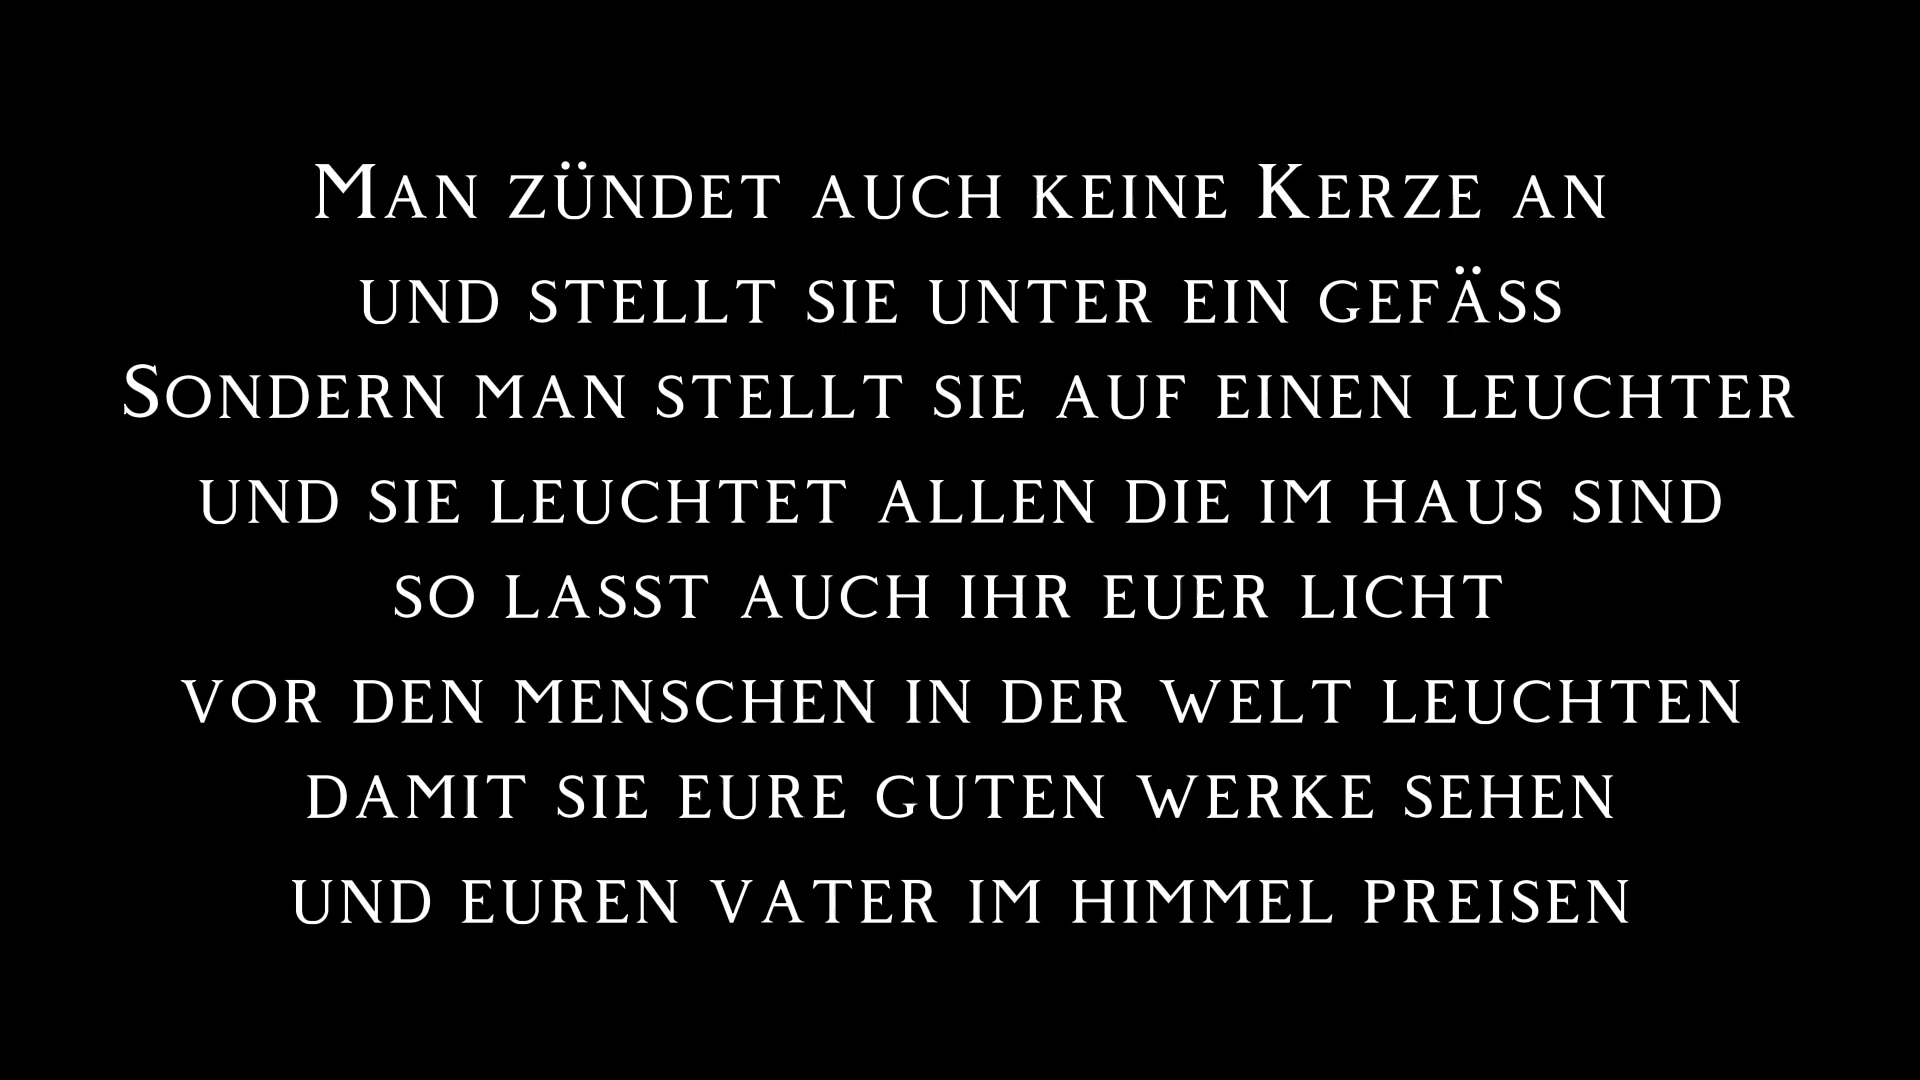 Man zündet auch keine Kerze an
und stellt sie unter ein gefäss
Sondern man stellt sie auf einen leuchter
und sie leuchtet allen die im haus sind
so lasst auch ihr euer licht
vor den menschen in der welt leuchten
damit sie eure guten werke sehen
und euren vater im himmel preisen